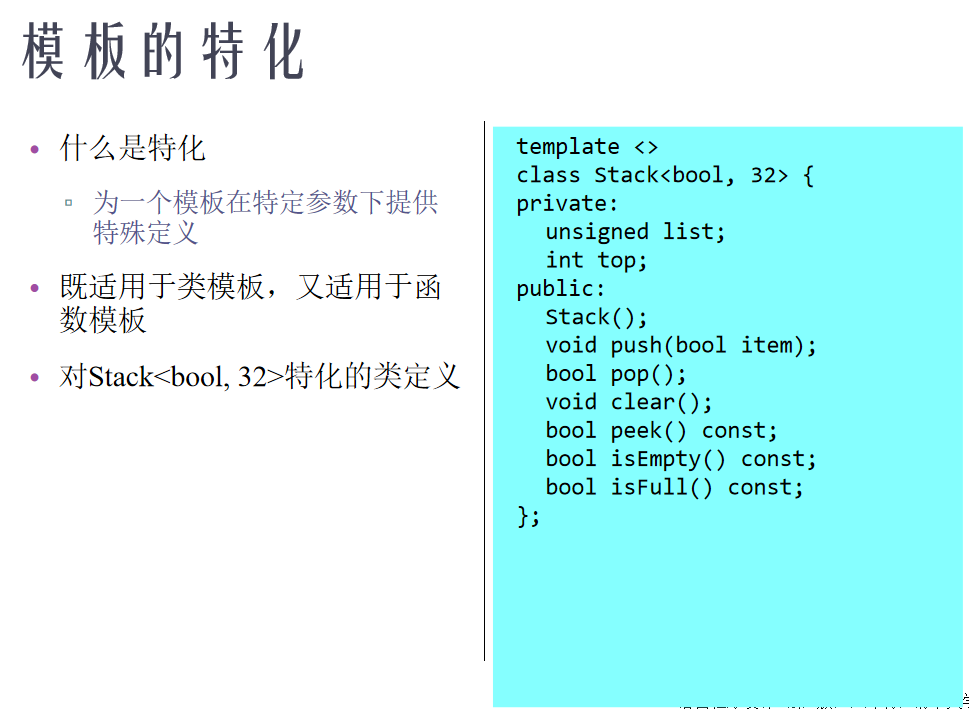 模板的特化
什么是特化
为一个模板在特定参数下提供
特殊定义
既适用于类模板，又适用于函
数模板
对Stack<bool, 32>特化的类定义
template <>
class Stack<bool, 32> {
private:
unsigned list;
int top;
public:
Stack();
void push(bool item);
bool pop();
void clear();
bool peek() const;
bool isEmpty() const;
bool isFull() const;
};